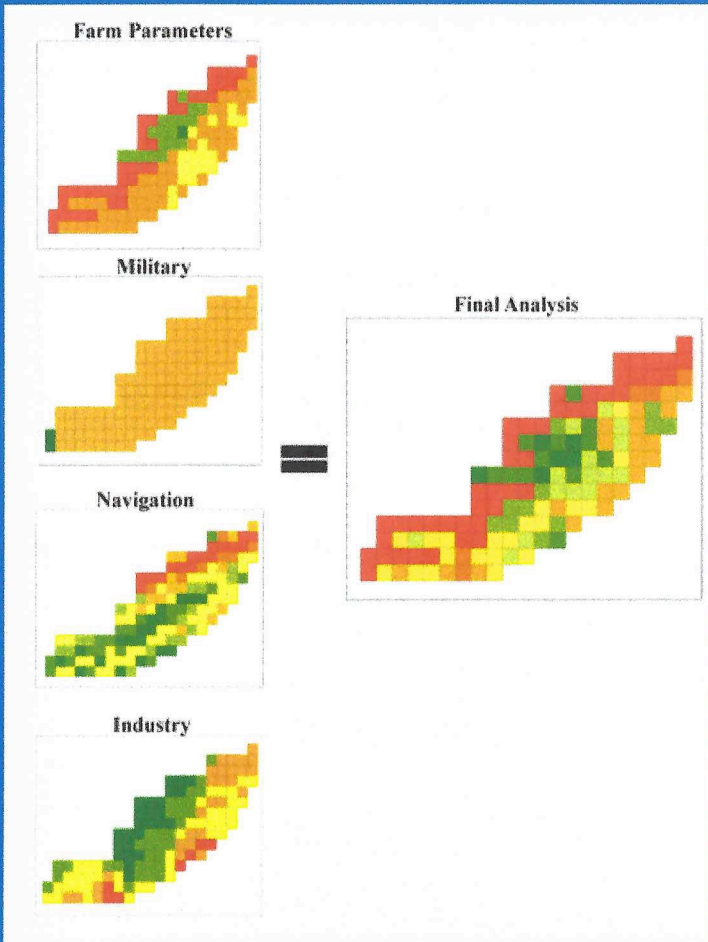 Farm Parameters
Military
Final Analysis
Navigation
Industry